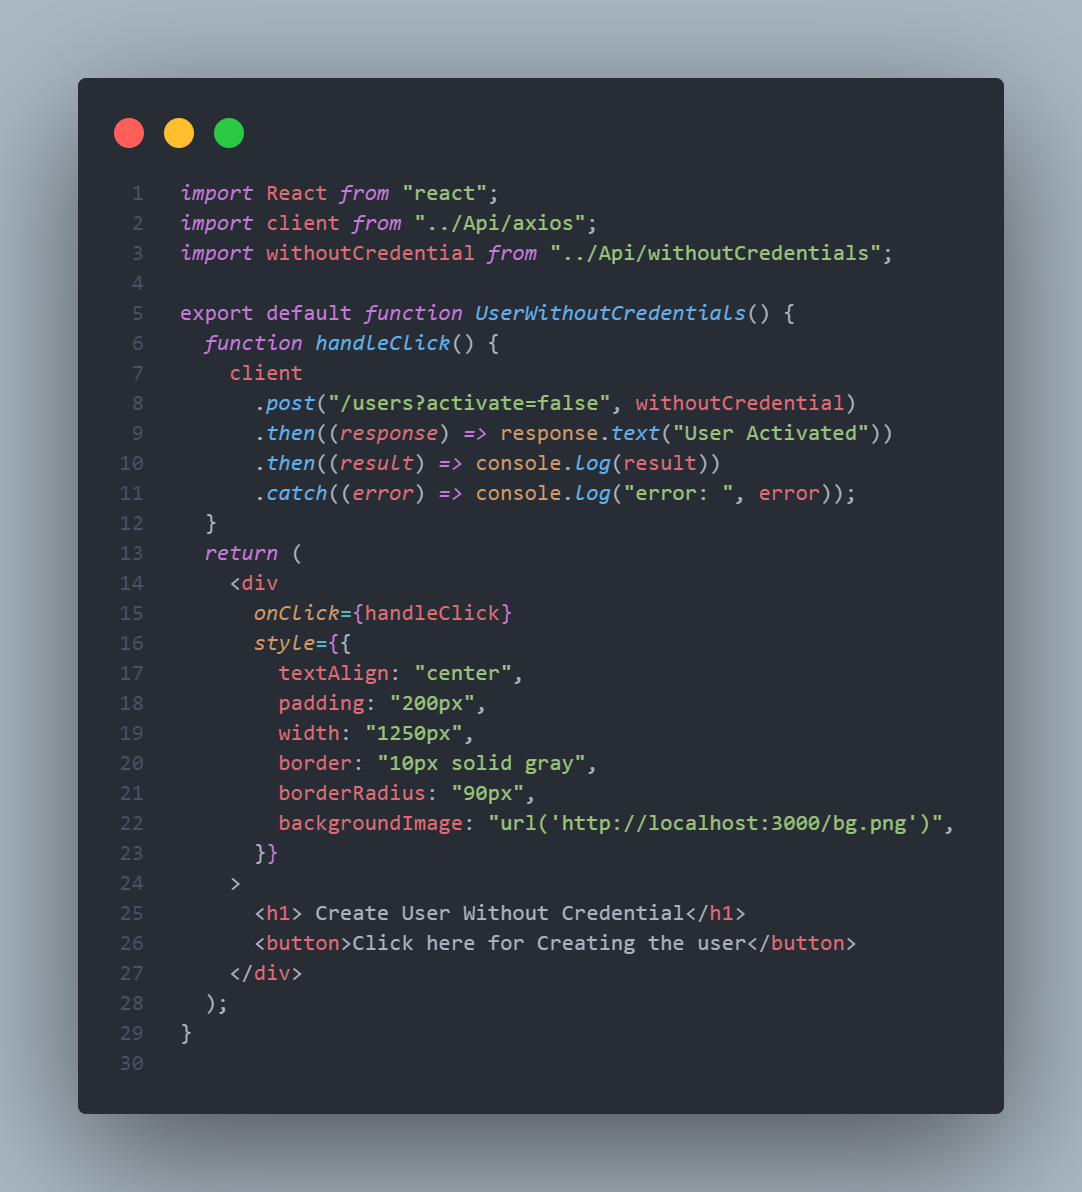 1 import React from "react";
2 import client from "../Api/axios";
3 import withoutCredential from "../Api/withoutCredentials";
4
5 export default function UserWithoutCredentials() {
6   function handleClick() {
7     client
8       .post("/users?activate=false", withoutCredential)
9       .then((response) => response.text("User Activated"))
10       .then((result) => console.log(result))
11       .catch((error) => console.log("error: ", error));
12   }
13   return (
14     <div
15       onClick={handleClick}
16       style={{
17         textAlign: "center",
18         padding: "200px",
19         width: "1250px",
20         border: "10px solid gray",
21         borderRadius: "90px",
22         backgroundImage: "url('http://localhost:3000/bg.png')",
23       }}
24     >
25       <h1> Create User Without Credential</h1>
26       <button>Click here for Creating the user</button>
27     </div>
28   );
29 }
30